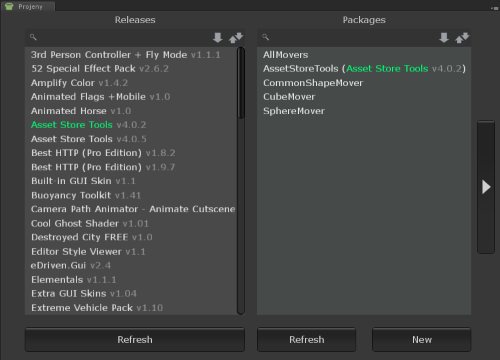 Projeny
Releases
3rd Person Controller + Fly Mode v1.1.1
52 Special Effect Pack v2.6.2
Amplify Color v1.4.2
Animated Flags +Mobile v1.0
Animated Horse v1.0
Asset Store Tools v4.0.2
Asset Store Tools v4.0.5
Best HTTP (Pro Edition) v1.8.2
Best HTTP (Pro Edition) v1.9.7
Built-in GUI Skin v1.1
Buoyancy Toolkit v1.41
Camera Path Animator - Animate Cutscene
Cool Ghost Shader v1.01
Destroyed City FREE v1.0
Editor Style Viewer v1.1
eDriven.Gui v2.4
Elementals v1.1.1
Extra GUI Skins v1.04
Extreme Vehicle Pack v1.10
Refresh
Packages
AllMovers
AssetStoreTools (Asset Store Tools v4.0.2)
CommonShapeMover
CubeMover
SphereMover
Refresh
New